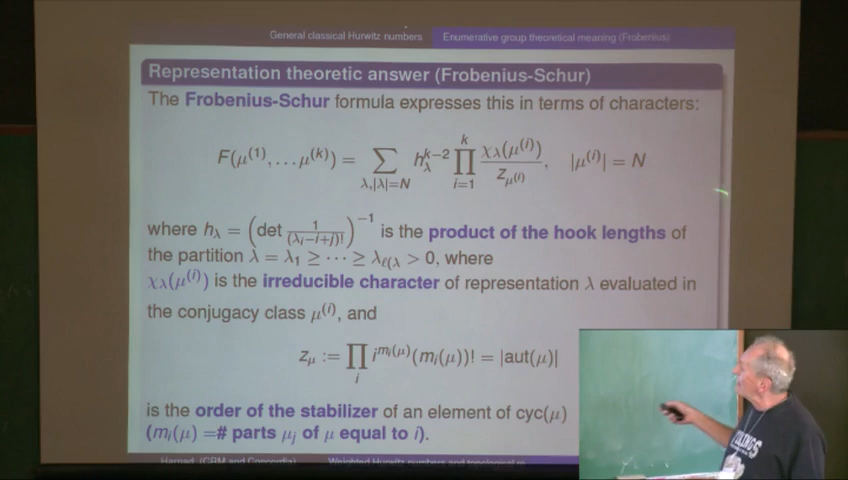 General classical Hurwitz numbers Enumerative group theoretical meaning (Frobenius)
Representation theoretic answer (Frobenius-Schur)
The Frobenius-Schur formula expresses this in terms of characters:
F(μ^(1), … μ^(k)) = ∑_{λ,|λ|=N} h_λ^{k−2} ∏_{i=1}^{k} χ_λ(μ^(i)) / Z_{μ^(i)}, |μ^(i)| = N
where h_λ = (det 1/(λ_i−i+j)!)^{−1} is the product of the hook lengths of
the partition λ = λ_1 ≥ ⋯ ≥ λ_{ℓ(λ} > 0, where
χ_λ(μ^(i)) is the irreducible character of representation λ evaluated in
the conjugacy class μ^(i), and
Z_μ := ∏_i i^{m_i(μ)} (m_i(μ))! = |aut(μ)|
is the order of the stabilizer of an element of cyc(μ)
(m_i(μ) =# parts μ_j of μ equal to i).
Harnad (CRM and Concordia) Weighted Hurwitz numbers and topological re